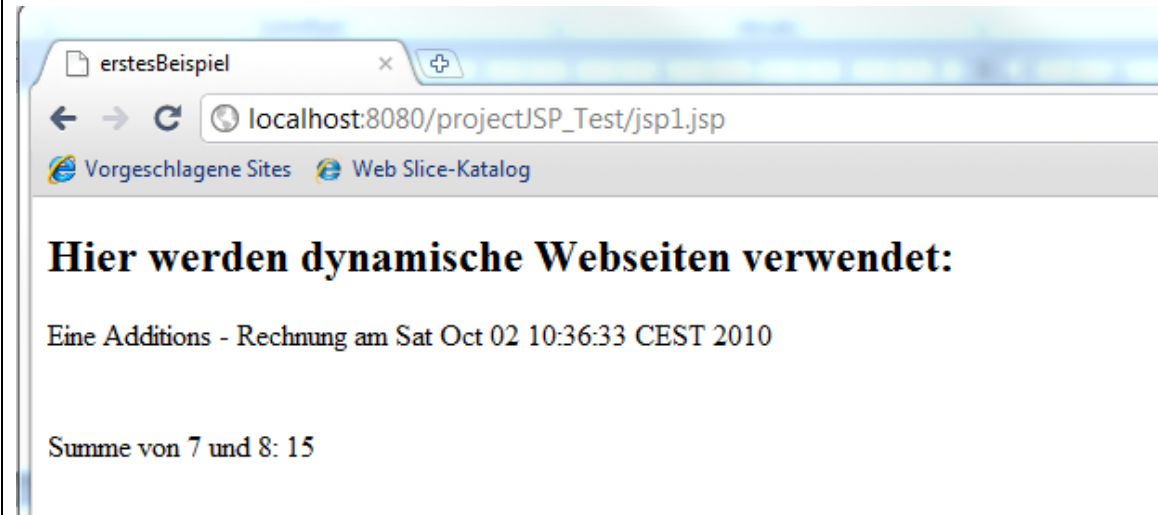 erstesBeispiel
localhost:8080/projectJSP_Test/jsp1.jsp
Vorgeschlagene Sites Web Slice-Katalog
Hier werden dynamische Webseiten verwendet:
Eine Additions - Rechnung am Sat Oct 02 10:36:33 CEST 2010
Summe von 7 und 8: 15